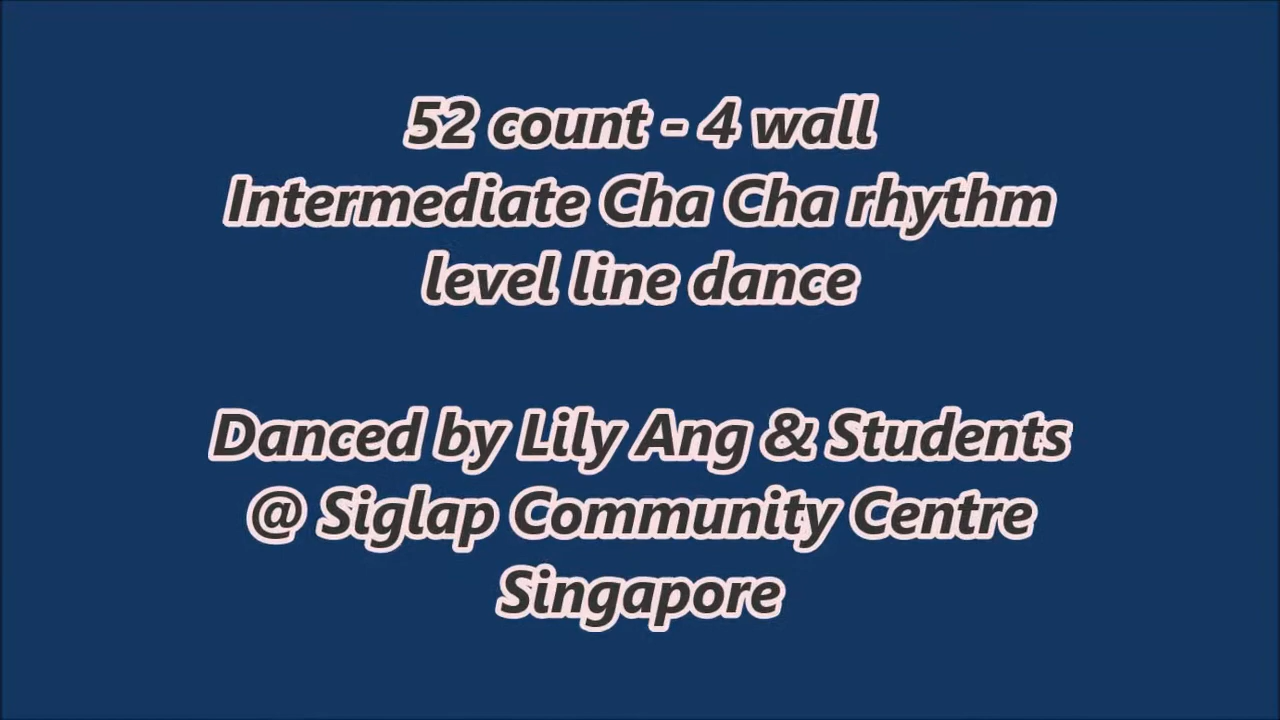 52 count - 4 wall
Intermediate Cha Cha rhythm
level line dance
Danced by Lily Ang & Students
@ Siglap Community Centre
Singapore